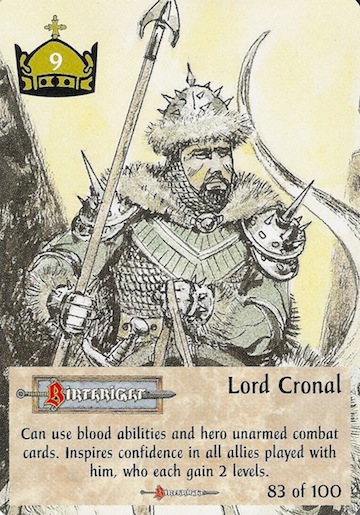 9
BIRTHRIGHT
Lord Cronal
Can use blood abilities and hero unarmed combat
cards. Inspires confidence in all allies played with
him, who each gain 2 levels.
BIRTHRIGHT
83 of 100